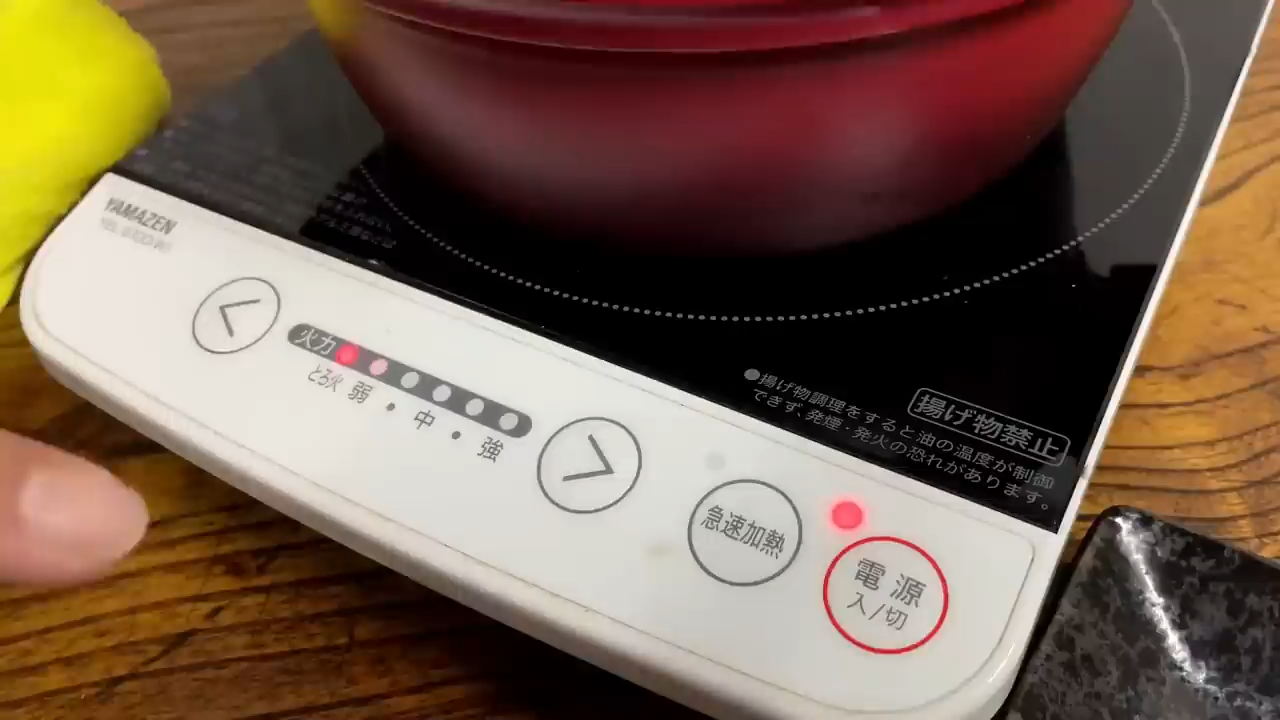 YAMAZEN
火力
とろ火 弱 ・ 中 ・ 強
急速加熱
電源
入/切
揚げ物禁止
●揚げ物調理をすると油の温度が制御
できず、発煙・発火の恐れがあります。